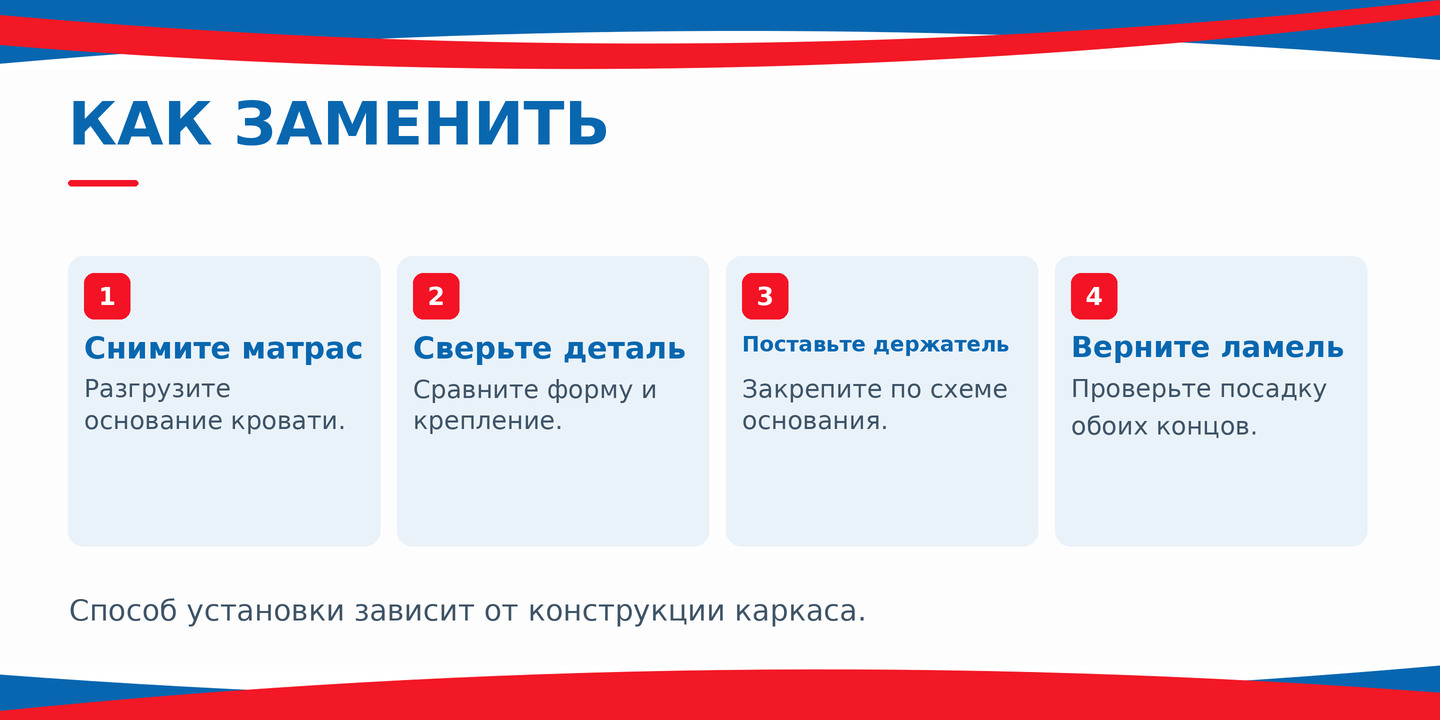 КАК ЗАМЕНИТЬ
1
Снимите матрас
Разгрузите
основание кровати.
2
Сверьте деталь
Сравните форму и
крепление.
3
Поставьте держатель
Закрепите по схеме
основания.
4
Верните ламель
Проверьте посадку
обоих концов.
Способ установки зависит от конструкции каркаса.